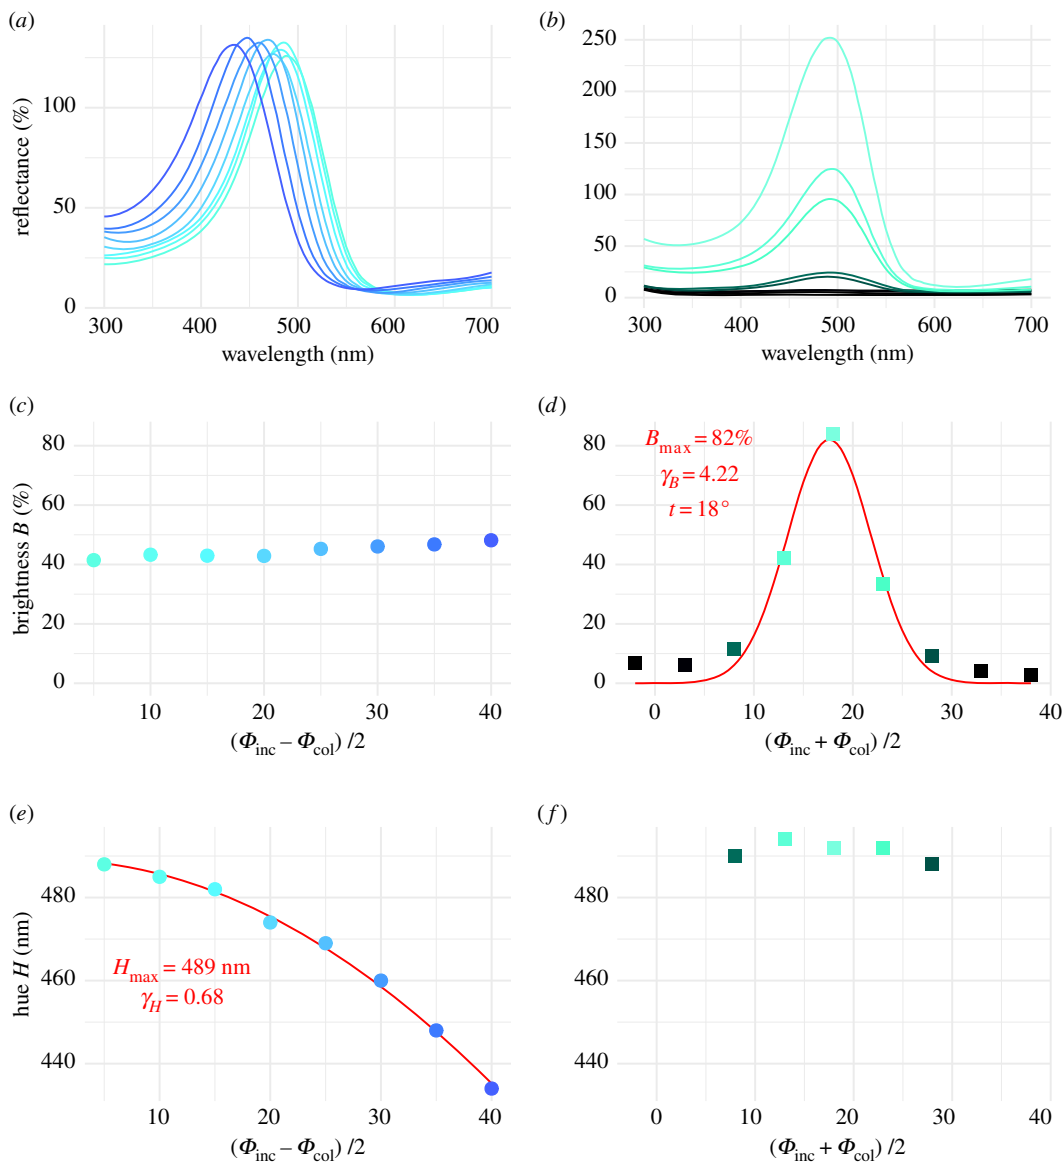 (a)
reflectance (%)
100
50
0
300 400 500 600 700
wavelength (nm)
(b)
250
200
150
100
50
0
300 400 500 600 700
wavelength (nm)
(c)
brightness B (%)
80
60
40
20
0
10 20 30 40
(Φinc – Φcol) /2
(d)
80
60
40
20
0
Bmax = 82%
γB = 4.22
t = 18°
0 10 20 30 40
(Φinc + Φcol) /2
(e)
hue H (nm)
480
460
440
Hmax = 489 nm
γH = 0.68
10 20 30 40
(Φinc – Φcol) /2
(f)
480
460
440
0 10 20 30 40
(Φinc + Φcol) /2